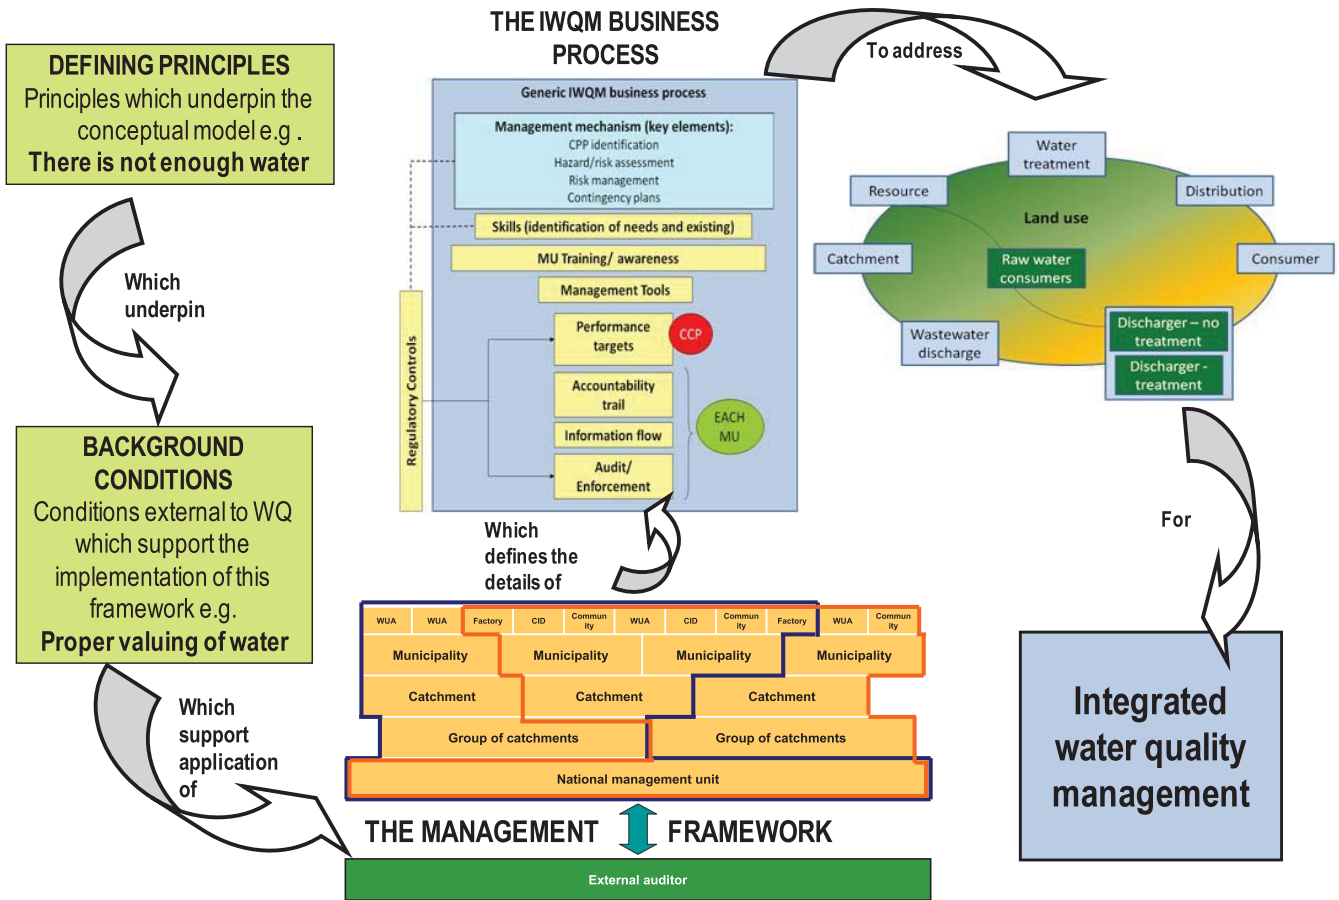 DEFINING PRINCIPLES
Principles which underpin the
conceptual model e.g .
There is not enough water
Which
underpin
BACKGROUND
CONDITIONS
Conditions external to WQ
which support the
implementation of this
framework e.g.
Proper valuing of water
Which
support
application
of
THE IWQM BUSINESS
PROCESS
Generic IWQM business process
Management mechanism (key elements):
CPP identification
Hazard/risk assessment
Risk management
Contingency plans
Skills (identification of needs and existing)
MU Training/ awareness
Management Tools
Regulatory Controls
Performance
targets
CCP
Accountability
trail
Information flow
Audit/
Enforcement
EACH
MU
Which
defines the
details of
WUA
WUA
Factory
CID
Commun
ity
WUA
CID
Commun
ity
Factory
WUA
Commun
ity
Municipality
Municipality
Municipality
Municipality
Catchment
Catchment
Catchment
Group of catchments
Group of catchments
National management unit
THE MANAGEMENT
FRAMEWORK
External auditor
To address
Water
treatment
Resource
Distribution
Land use
Catchment
Raw water
consumers
Consumer
Wastewater
discharge
Discharger – no
treatment
Discharger -
treatment
For
Integrated
water quality
management